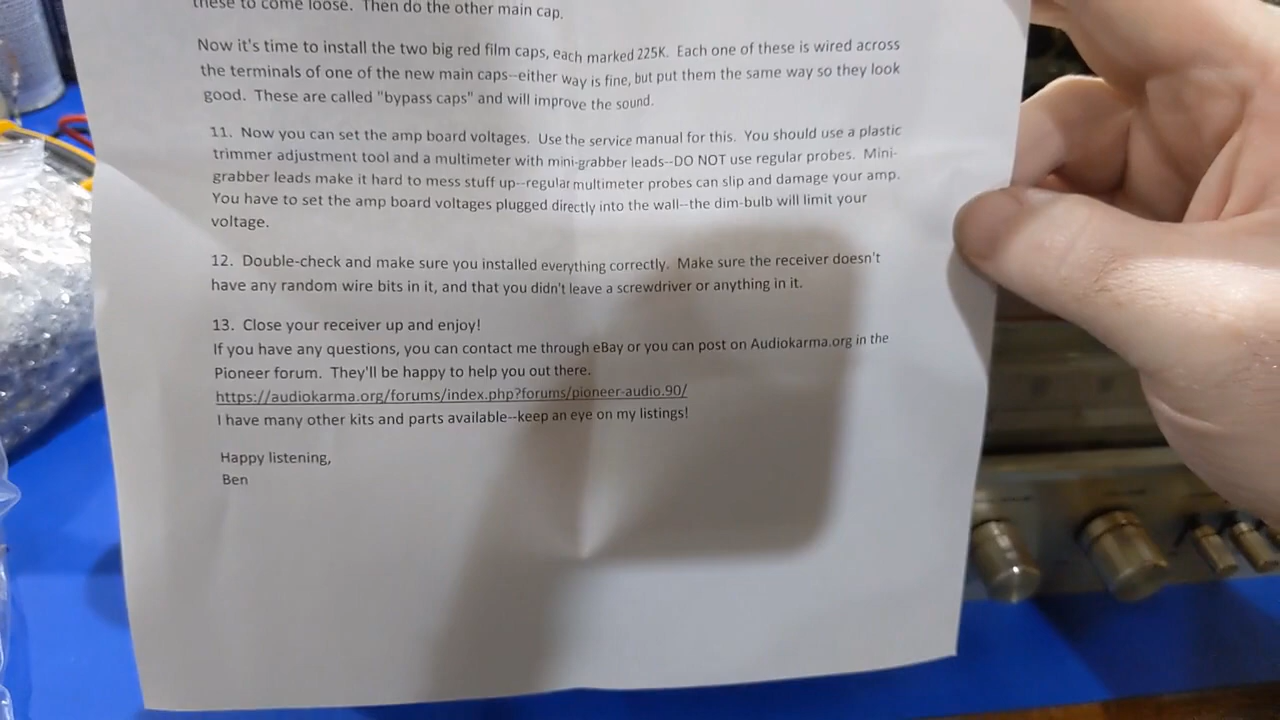 these to come loose.  Then do the other main cap.
Now it's time to install the two big red film caps, each marked 225K.  Each one of these is wired across
the terminals of one of the new main caps--either way is fine, but put them the same way so they look
good.  These are called "bypass caps" and will improve the sound.
11.  Now you can set the amp board voltages.  Use the service manual for this.  You should use a plastic
trimmer adjustment tool and a multimeter with mini-grabber leads--DO NOT use regular probes.  Mini-
grabber leads make it hard to mess stuff up--regular multimeter probes can slip and damage your amp.
You have to set the amp board voltages plugged directly into the wall--the dim-bulb will limit your
voltage.
12.  Double-check and make sure you installed everything correctly.  Make sure the receiver doesn't
have any random wire bits in it, and that you didn't leave a screwdriver or anything in it.
13.  Close your receiver up and enjoy!
If you have any questions, you can contact me through eBay or you can post on Audiokarma.org in the
Pioneer forum.  They'll be happy to help you out there.
https://audiokarma.org/forums/index.php?forums/pioneer-audio.90/
I have many other kits and parts available--keep an eye on my listings!
Happy listening,
Ben